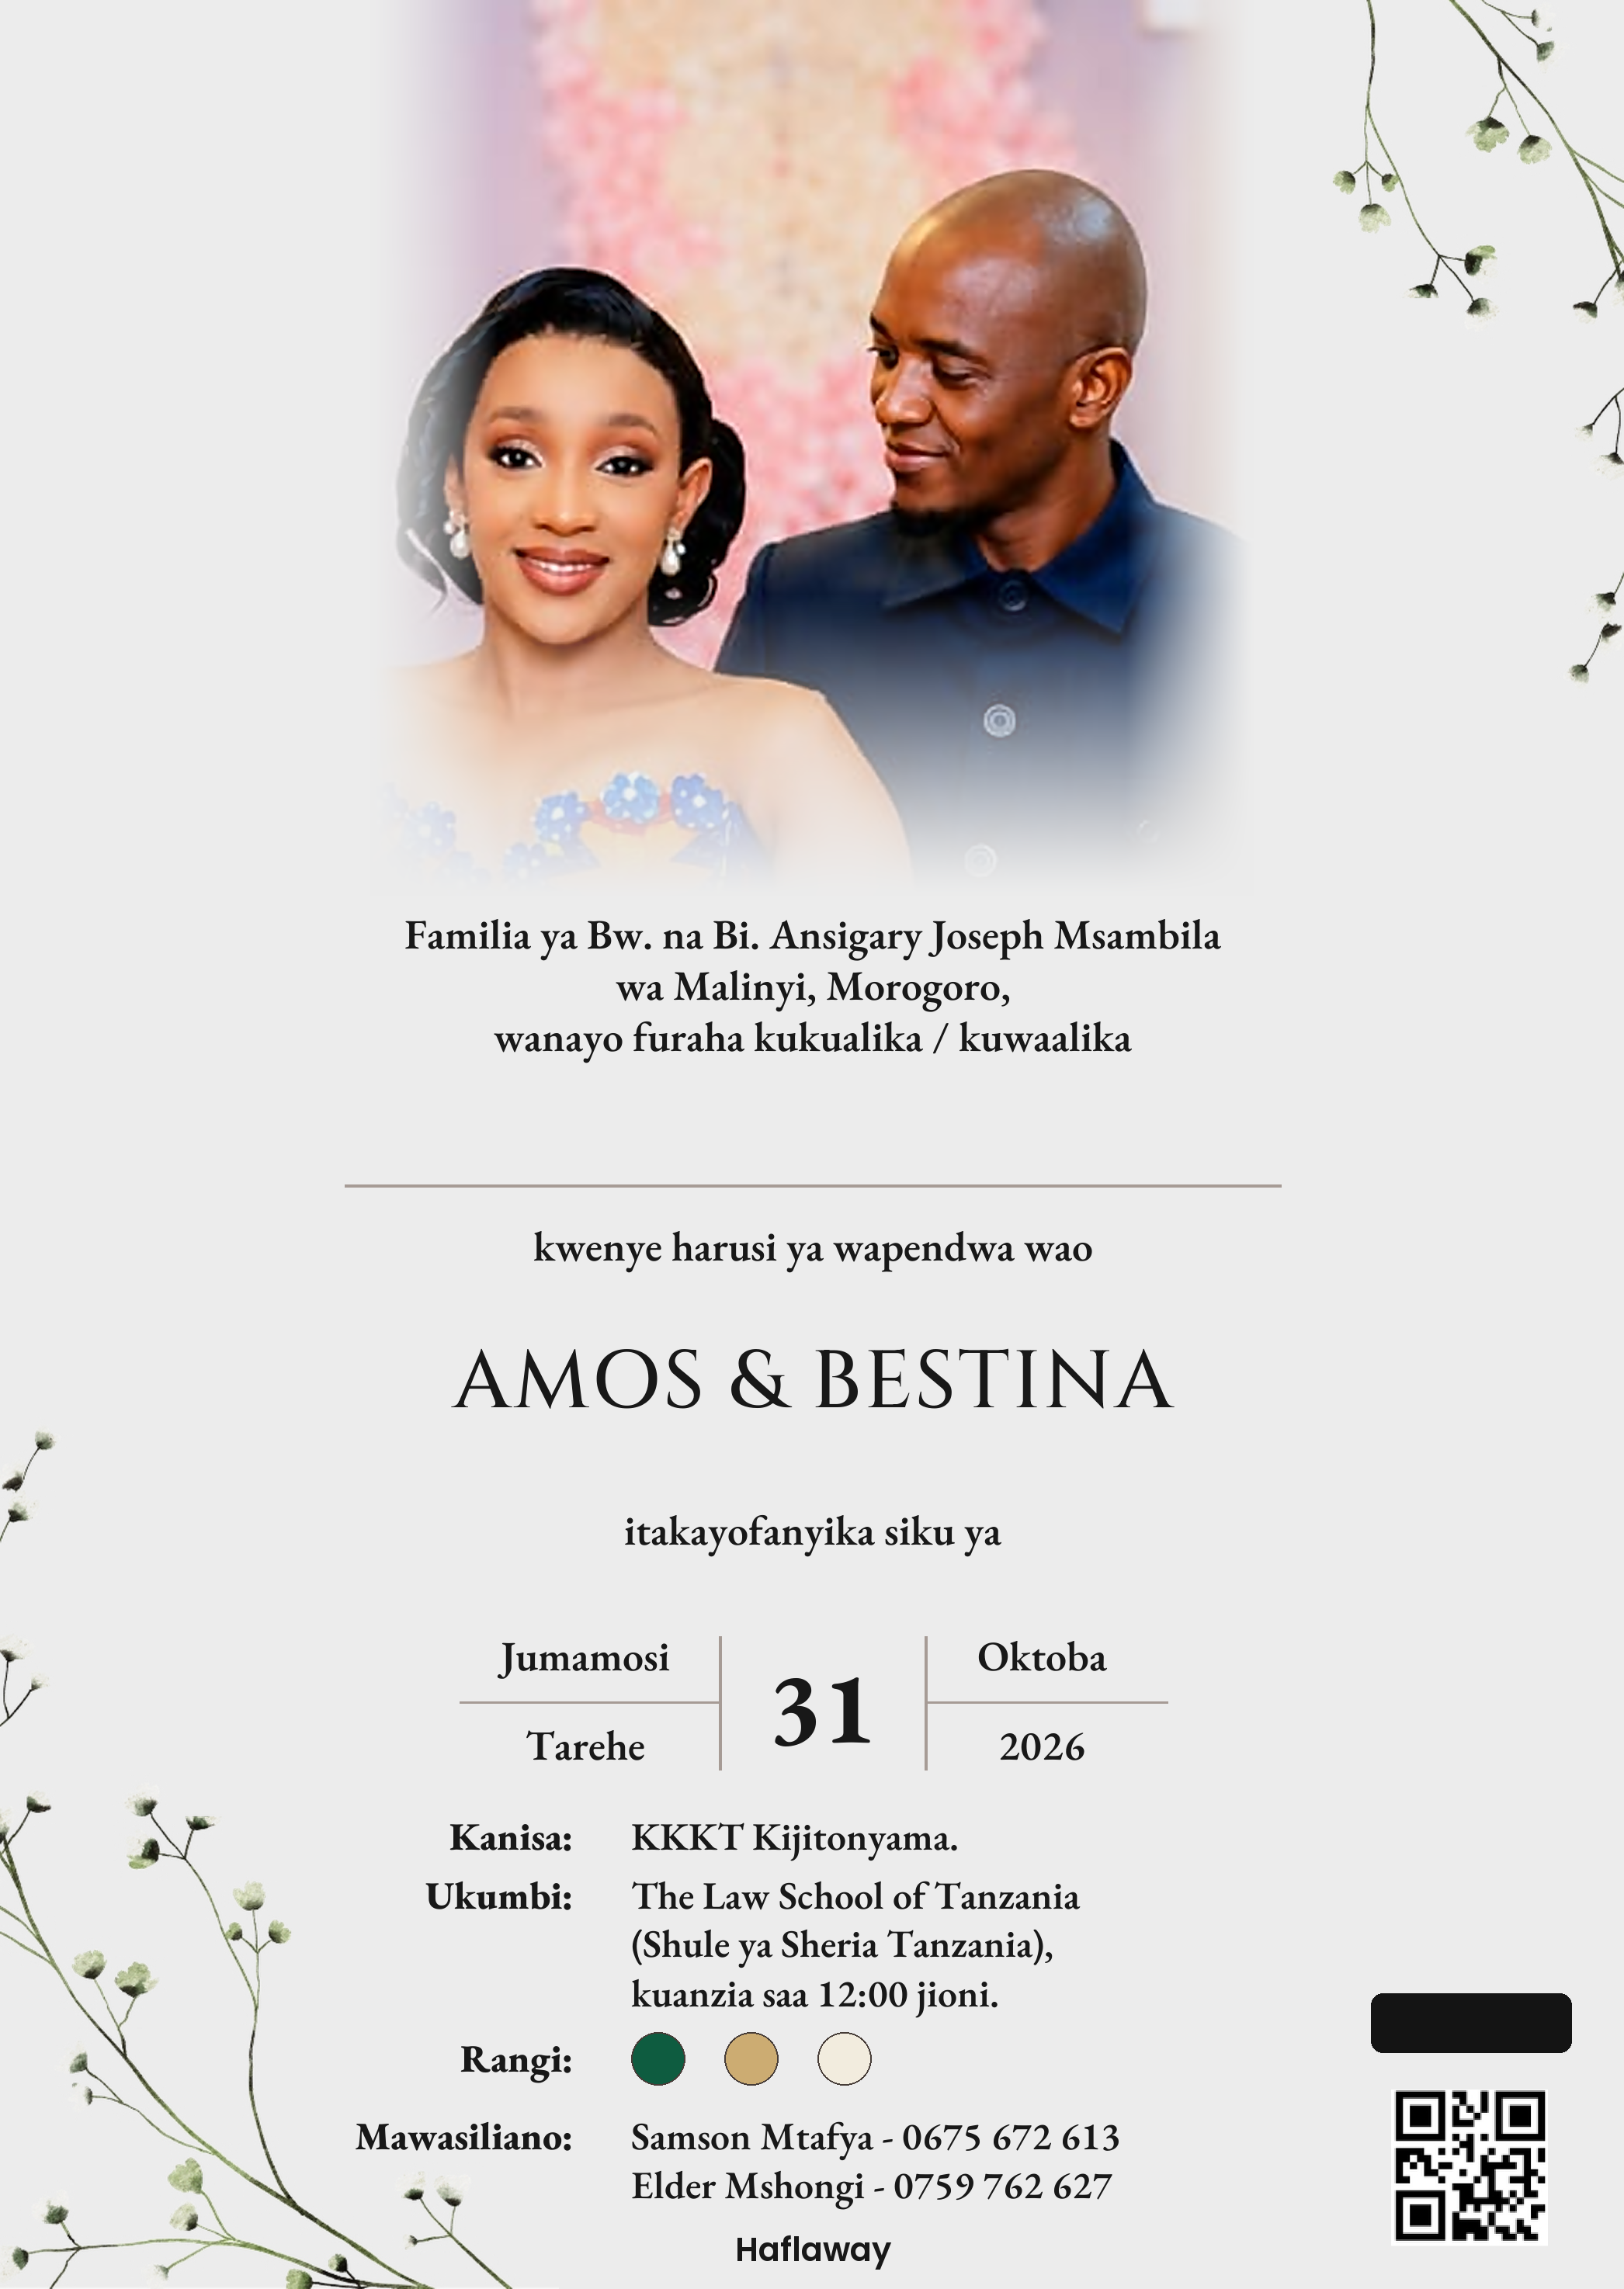 Familia ya Bw. na Bi. Ansigary Joseph Msambila
wa Malinyi, Morogoro,
wanayo furaha kukualika / kuwaalika
kwenye harusi ya wapendwa wao
AMOS & BESTINA
itakayofanyika siku ya
Jumamosi
Tarehe
31
Oktoba
2026
Kanisa: KKKT Kijitonyama.
Ukumbi: The Law School of Tanzania
(Shule ya Sheria Tanzania),
kuanzia saa 12:00 jioni.
Rangi:
Mawasiliano: Samson Mtafya - 0675 672 613
Elder Mshongi - 0759 762 627
Haflaway